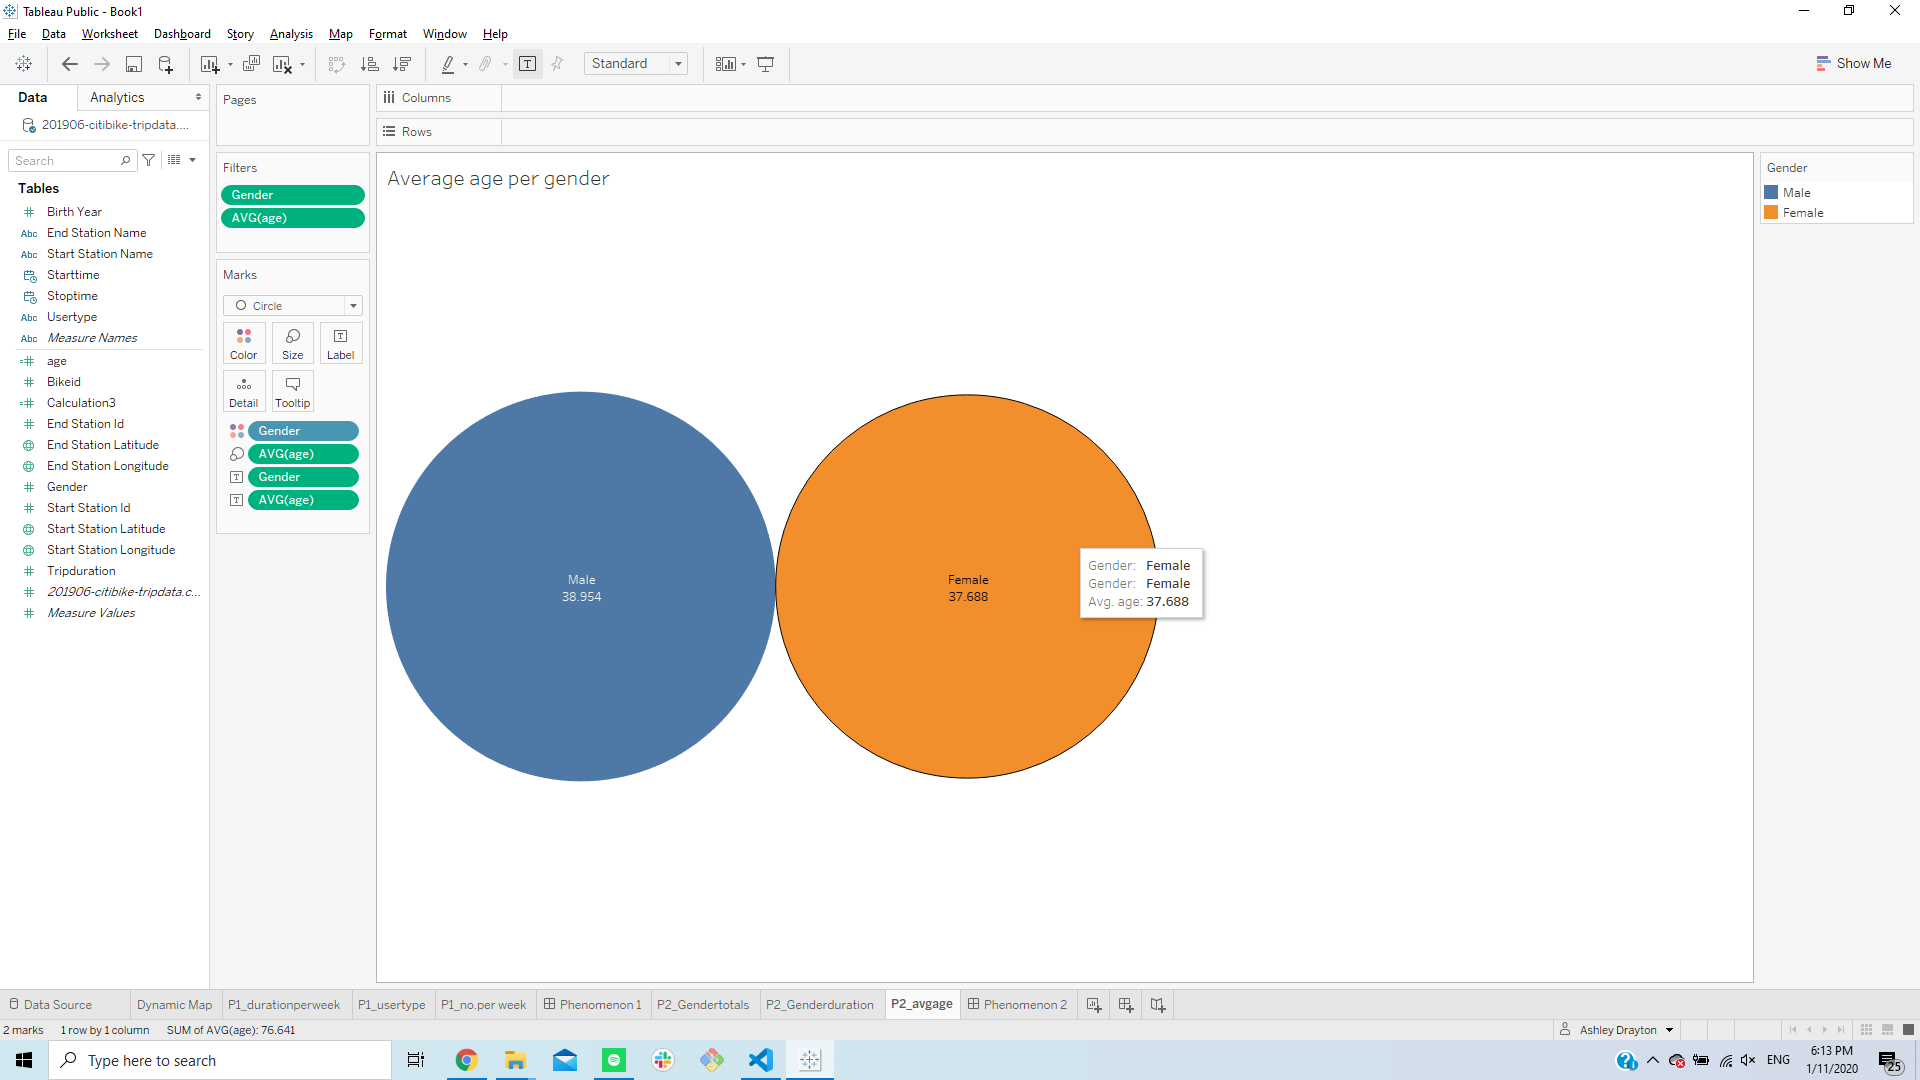 Tableau Public - Book1
File Data Worksheet Dashboard Story Analysis Map Format Window Help
Standard
Show Me
Data Analytics
201906-citibike-tripdata....
Search
Tables
Birth Year
Abc End Station Name
Abc Start Station Name
Starttime
Stoptime
Abc Usertype
Abc Measure Names
age
Bikeid
Calculation3
End Station Id
End Station Latitude
End Station Longitude
Gender
Start Station Id
Start Station Latitude
Start Station Longitude
Tripduration
201906-citibike-tripdata.c...
Measure Values
Pages
Filters
Gender
AVG(age)
Marks
Circle
Color Size Label
Detail Tooltip
Gender
AVG(age)
Gender
AVG(age)
Columns
Rows
Average age per gender
Male
38.954
Female
37.688
Gender: Female
Gender: Female
Avg. age: 37.688
Gender
Male
Female
Data Source Dynamic Map P1_durationperweek P1_usertype P1_no.per week Phenomenon 1 P2_Gendertotals P2_Genderduration P2_avgage Phenomenon 2
2 marks 1 row by 1 column SUM of AVG(age): 76.641
Ashley Drayton
Type here to search
ENG
6:13 PM
1/11/2020
25